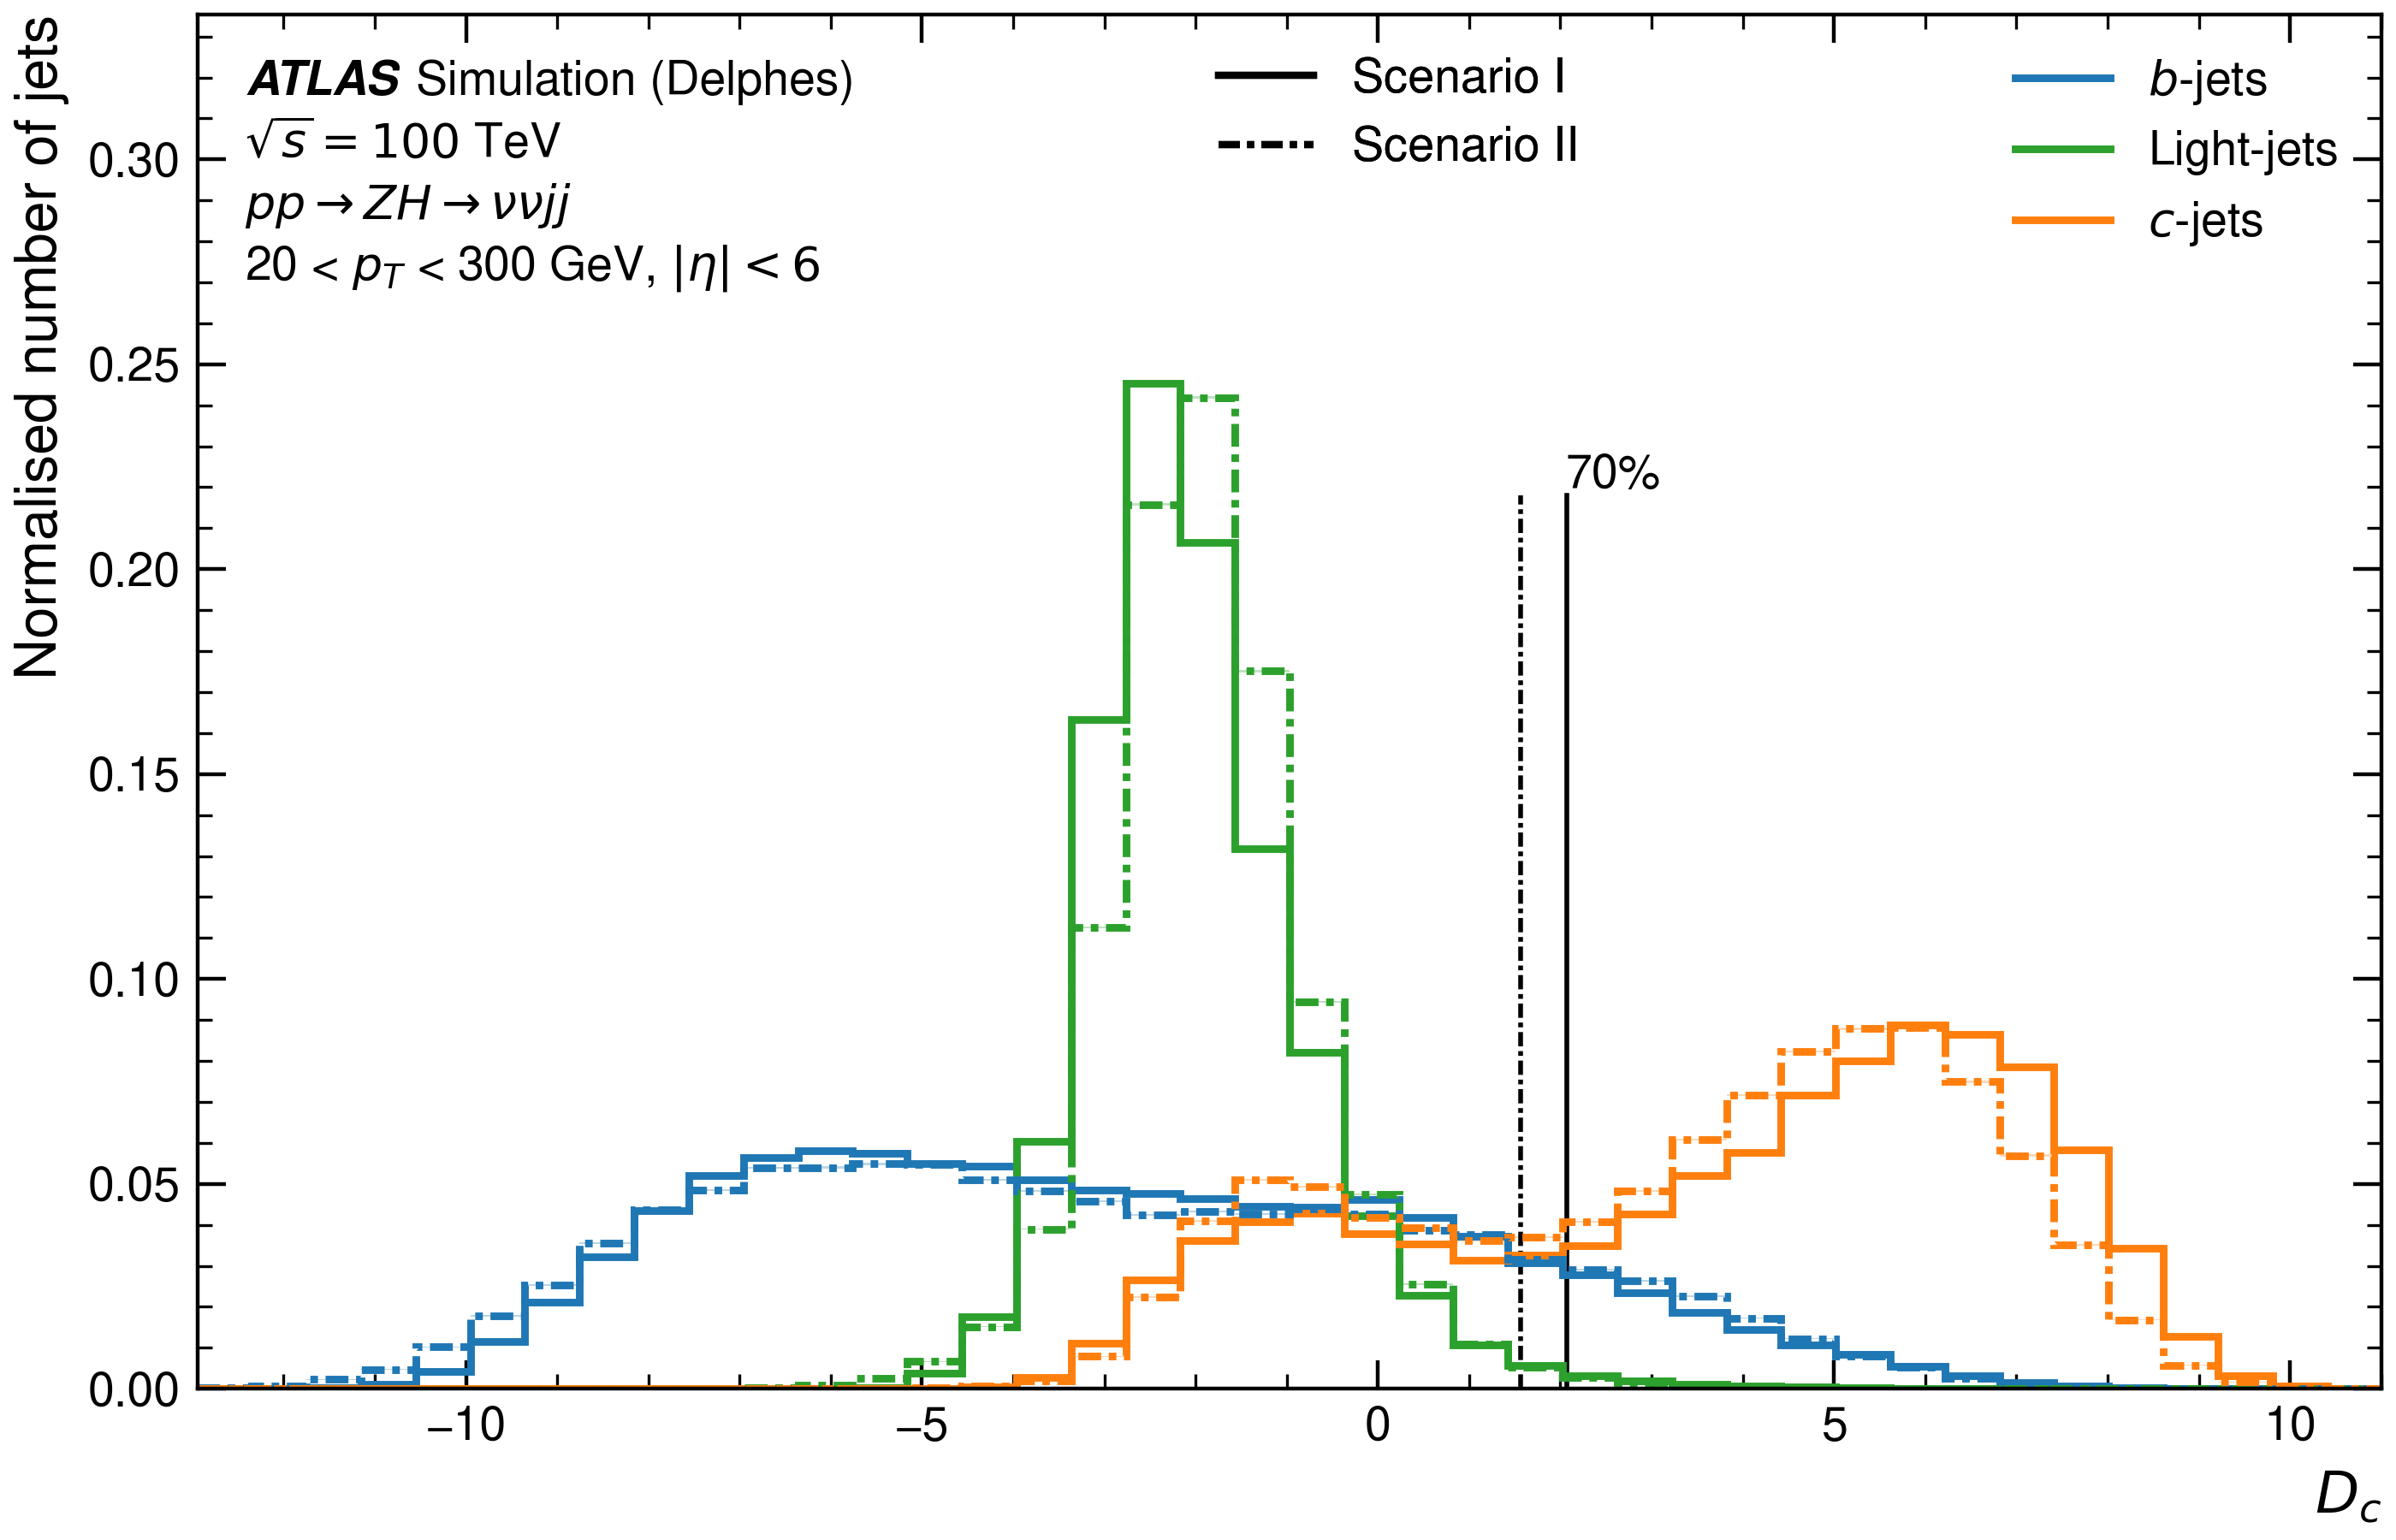 Normalised number of jets
ATLAS Simulation (Delphes)
√s = 100 TeV
pp → ZH → ννjj
20 < p_T < 300 GeV, |η| < 6
Scenario I
Scenario II
b-jets
Light-jets
c-jets
70%
0.30
0.25
0.20
0.15
0.10
0.05
0.00
−10 −5 0 5 10
D_c